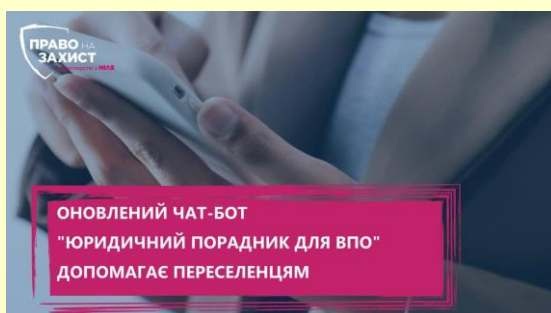 ПРАВО НА
ЗАХИСТ
ОНОВЛЕНИЙ ЧАТ-БОТ
"ЮРИДИЧНИЙ ПОРАДНИК ДЛЯ ВПО"
ДОПОМАГАЄ ПЕРЕСЕЛЕНЦЯМ